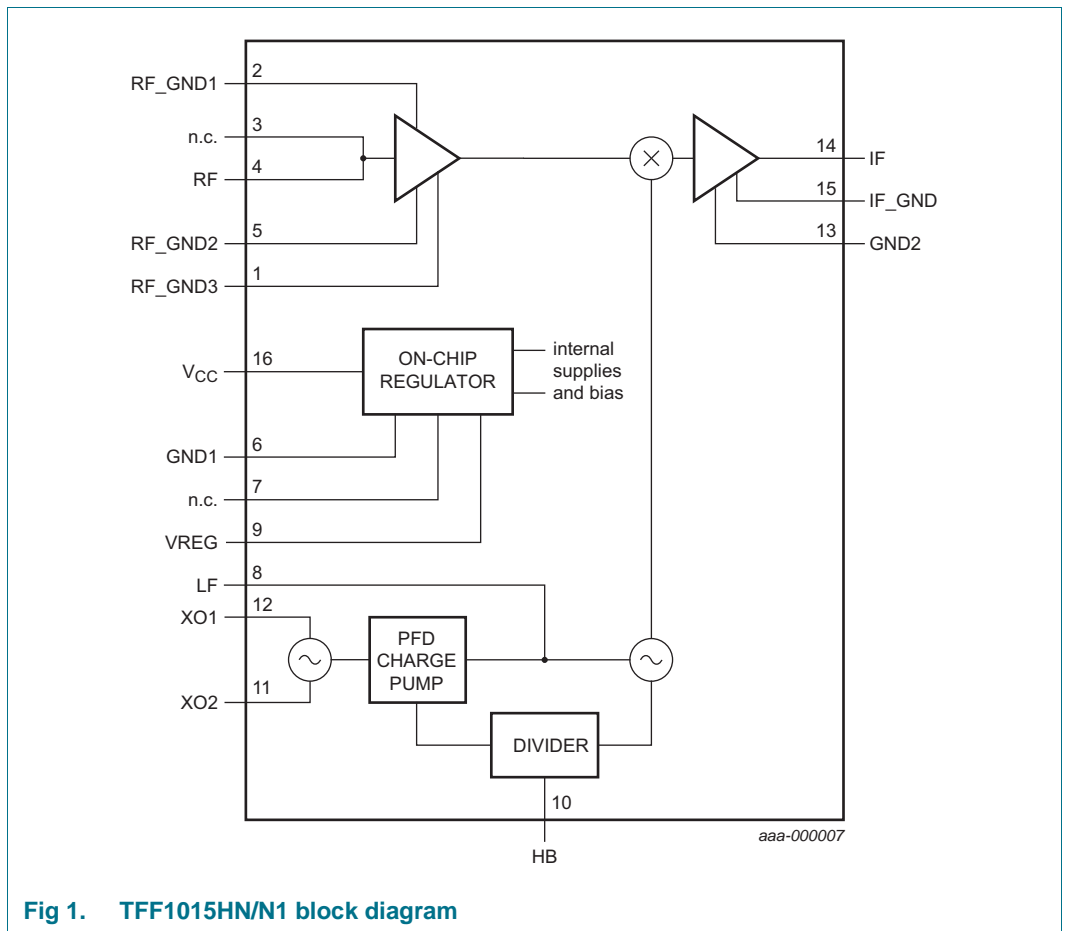 RF_GND1
2
n.c.
3
RF
4
RF_GND2
5
RF_GND3
1
14
IF
15
IF_GND
13
GND2
VCC
16
ON-CHIP
REGULATOR
internal
supplies
and bias
GND1
6
n.c.
7
VREG
9
LF
8
XO1
12
XO2
11
PFD
CHARGE
PUMP
DIVIDER
10
HB
aaa-000007
Fig 1. TFF1015HN/N1 block diagram